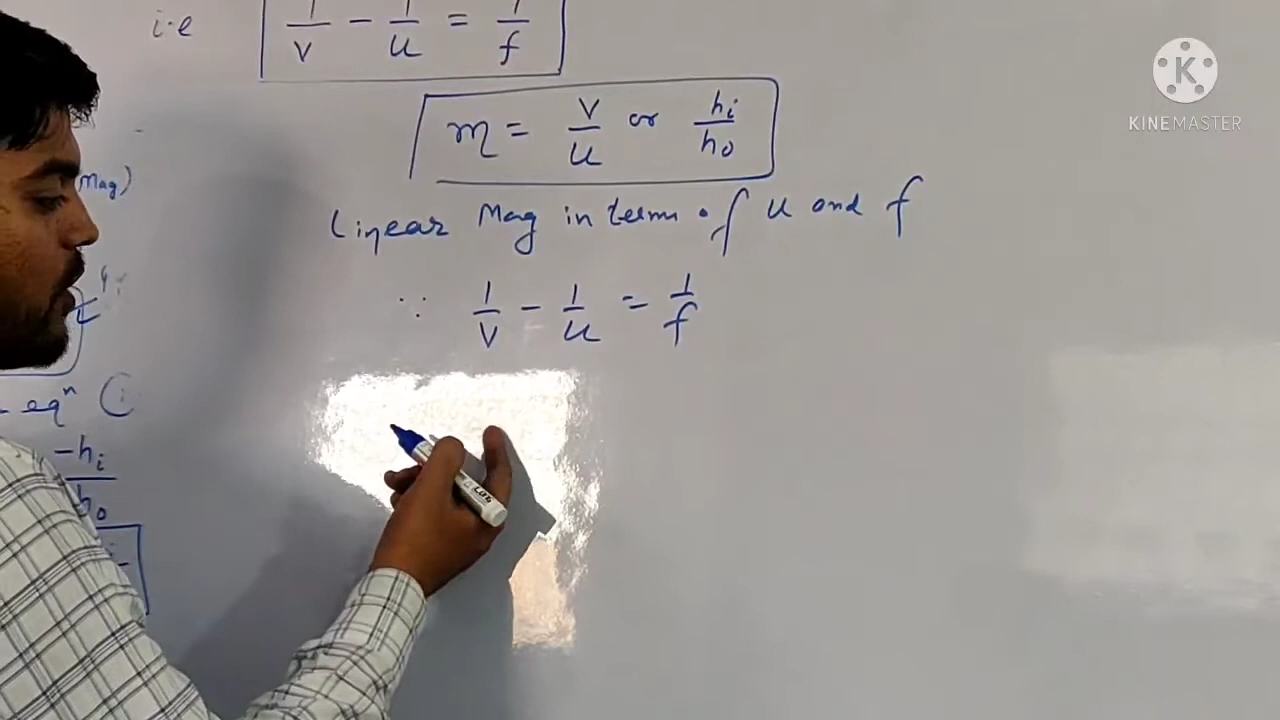 i.e 1/v - 1/u = 1/f
m = v/u or hi/ho
Mag)
Linear Mag in term of u and f
∵ 1/v - 1/u = 1/f
eqⁿ (i
-hi/ho
K
KINEMASTER